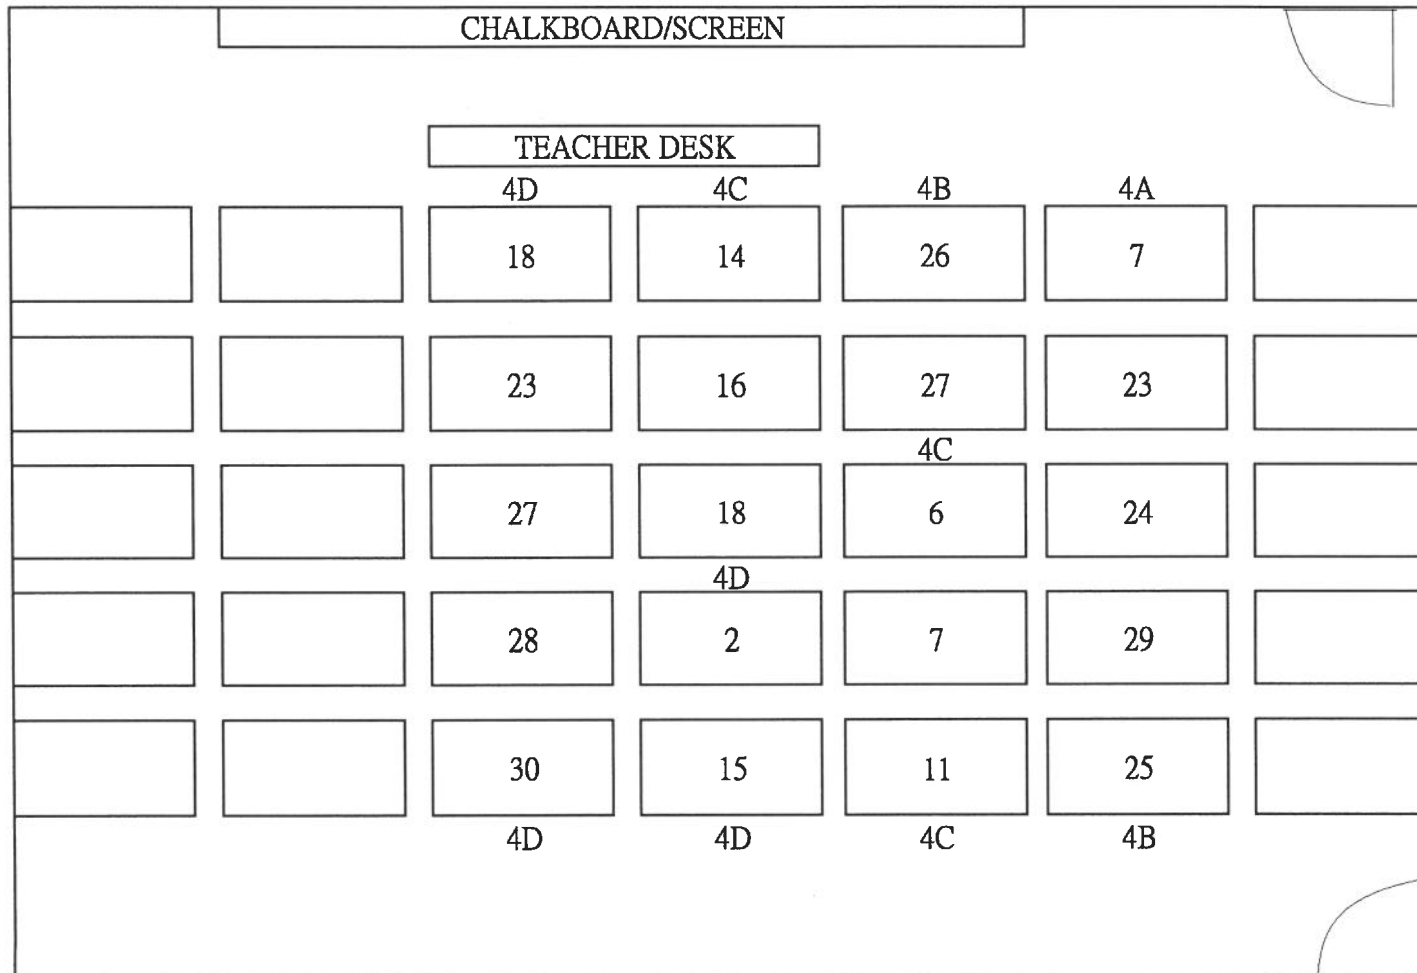 CHALKBOARD/SCREEN
TEACHER DESK
4D 4C 4B 4A
18 14 26 7
23 16 27 23
4C
27 18 6 24
4D
28 2 7 29
30 15 11 25
4D 4D 4C 4B